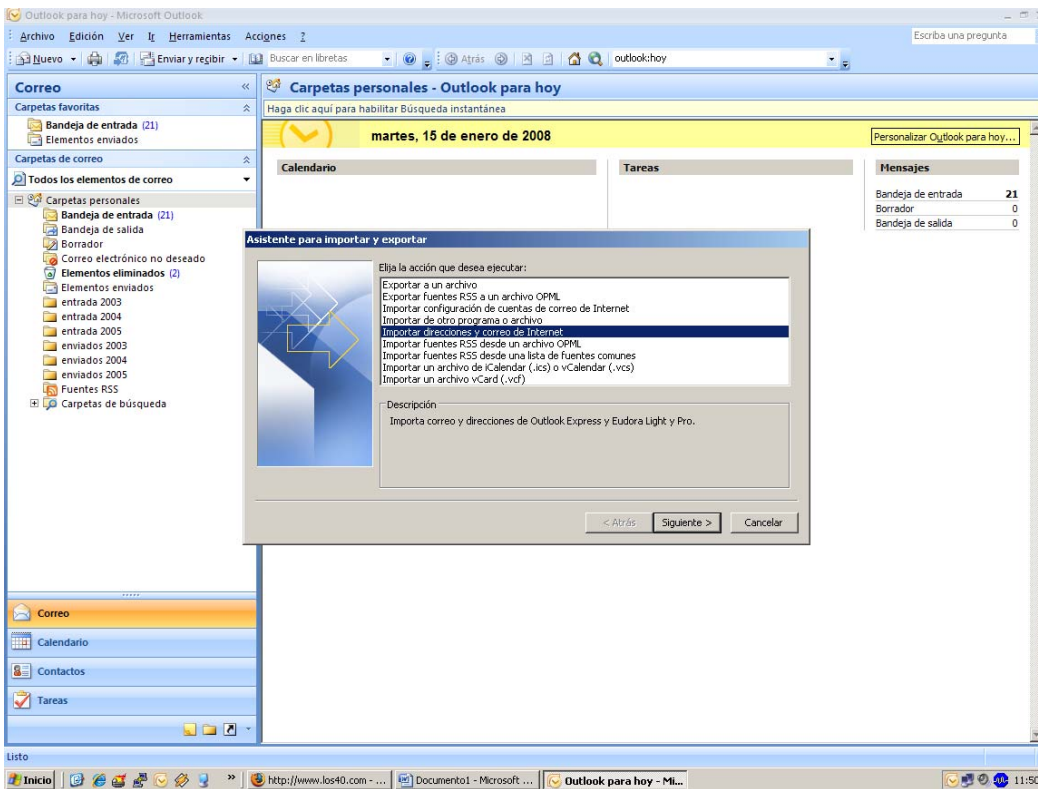 Outlook para hoy - Microsoft Outlook
Archivo Edición Ver Ir Herramientas Acciones ?
Escriba una pregunta
Nuevo Enviar y recibir Buscar en libretas Atrás outlook:hoy
Correo «
Carpetas favoritas
Bandeja de entrada (21)
Elementos enviados
Carpetas de correo
Todos los elementos de correo
Carpetas personales
Bandeja de entrada (21)
Bandeja de salida
Borrador
Correo electrónico no deseado
Elementos eliminados (2)
Elementos enviados
entrada 2003
entrada 2004
entrada 2005
enviados 2003
enviados 2004
enviados 2005
Fuentes RSS
Carpetas de búsqueda
Correo
Calendario
Contactos
Tareas
Carpetas personales - Outlook para hoy
Haga clic aquí para habilitar Búsqueda instantánea
martes, 15 de enero de 2008
Personalizar Outlook para hoy...
Calendario
Tareas
Mensajes
Bandeja de entrada 21
Borrador 0
Bandeja de salida 0
Asistente para importar y exportar
Elija la acción que desea ejecutar:
Exportar a un archivo
Exportar fuentes RSS a un archivo OPML
Importar configuración de cuentas de correo de Internet
Importar de otro programa o archivo
Importar direcciones y correo de Internet
Importar fuentes RSS desde un archivo OPML
Importar fuentes RSS desde una lista de fuentes comunes
Importar un archivo de iCalendar (.ics) o vCalendar (.vcs)
Importar un archivo vCard (.vcf)
Descripción
Importa correo y direcciones de Outlook Express y Eudora Light y Pro.
< Atrás Siguiente > Cancelar
Listo
Inicio » http://www.los40.com - ... Documento1 - Microsoft ... Outlook para hoy - Mi... 11:50